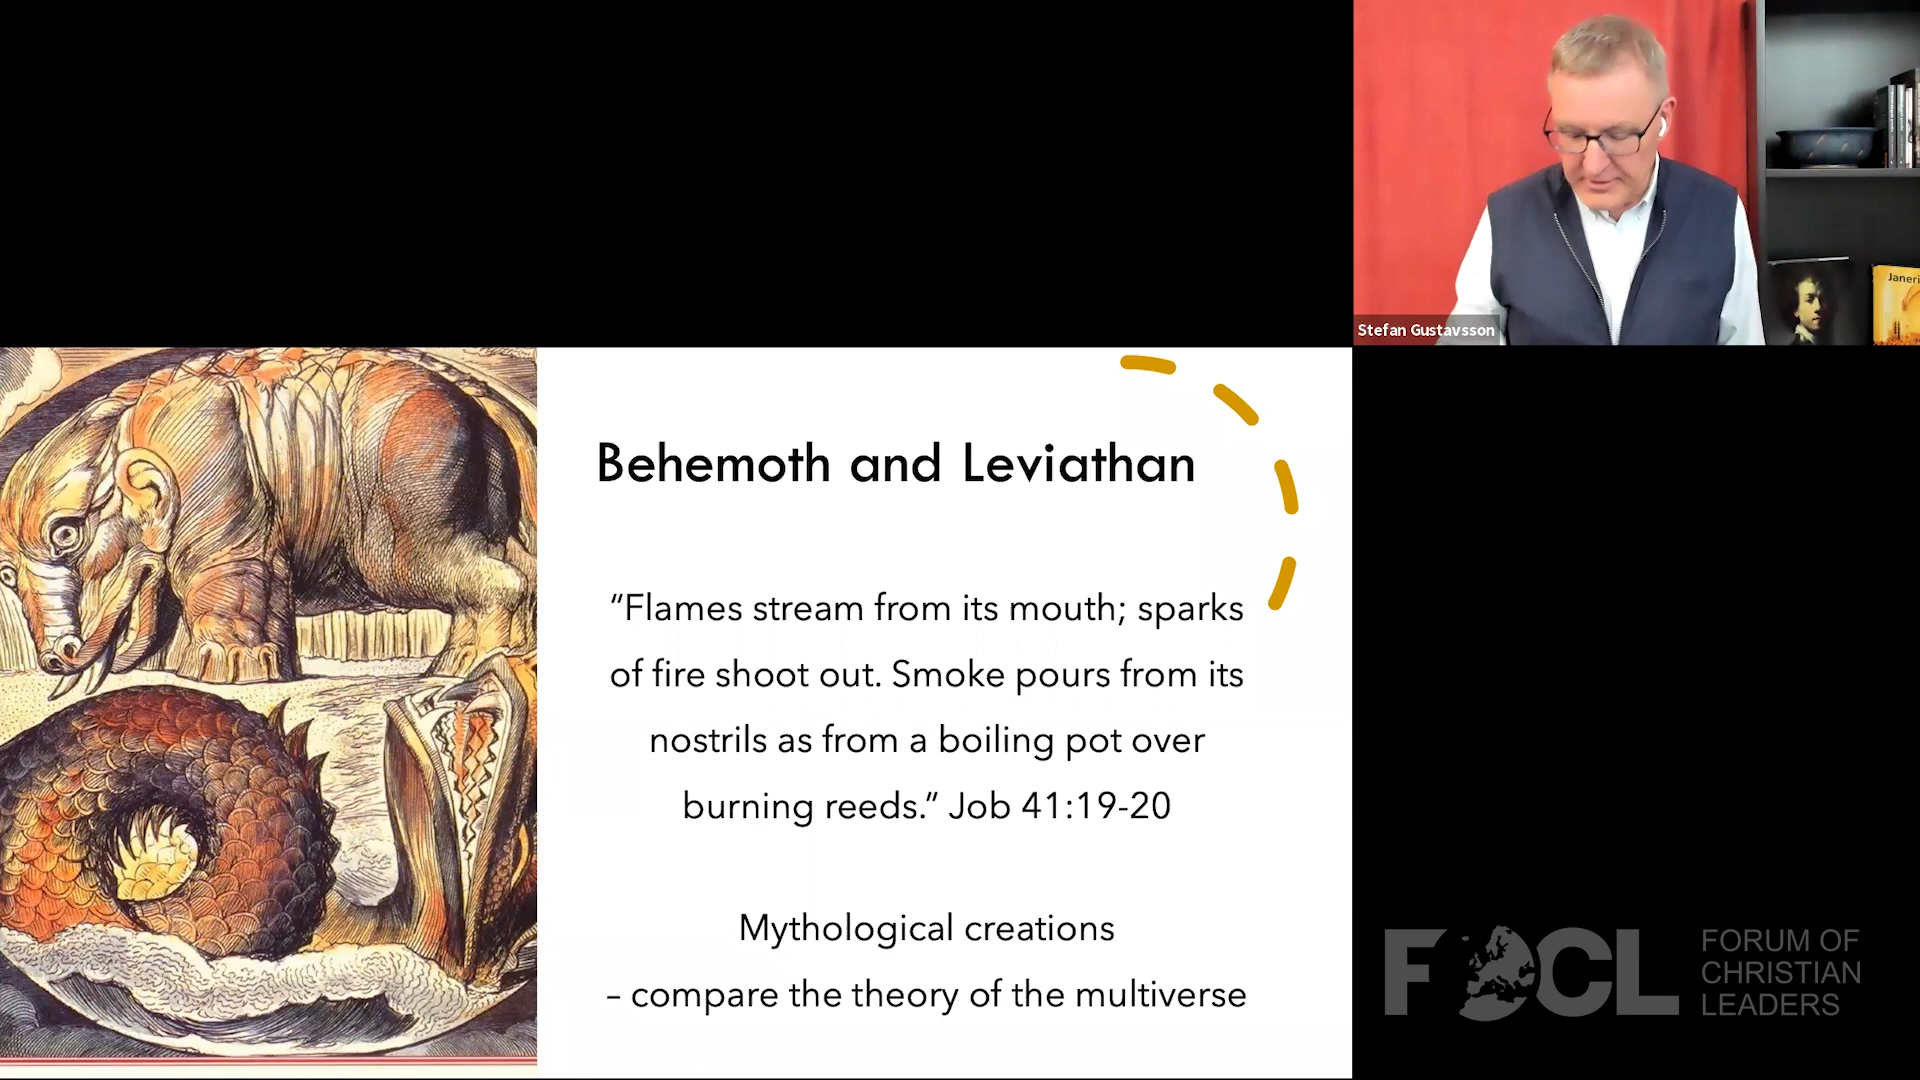 Janeri
Stefan Gustavsson
Behemoth and Leviathan
“Flames stream from its mouth; sparks
of fire shoot out. Smoke pours from its
nostrils as from a boiling pot over
burning reeds.” Job 41:19-20
Mythological creations
– compare the theory of the multiverse
FOCL
FORUM OF
CHRISTIAN
LEADERS